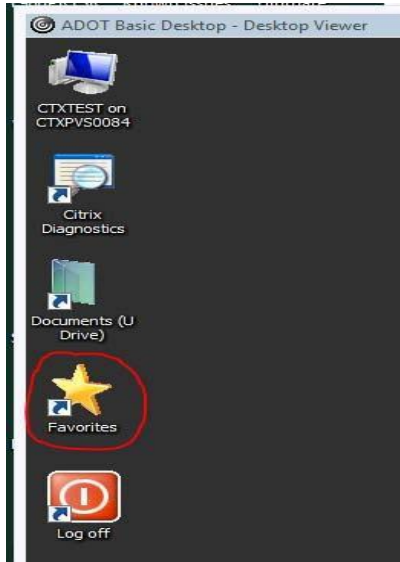 ADOT Basic Desktop - Desktop Viewer
CTXTEST on
CTXPVS0084
Citrix
Diagnostics
Documents (U
Drive)
Favorites
Log off